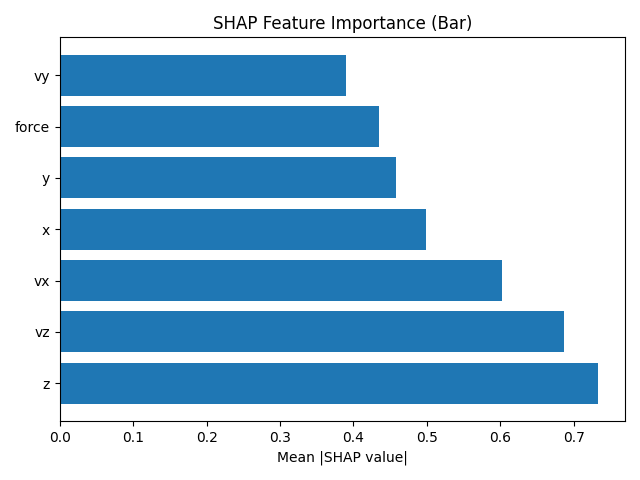 SHAP Feature Importance (Bar)
vy
force
y
x
vx
vz
z
0.0 0.1 0.2 0.3 0.4 0.5 0.6 0.7
Mean |SHAP value|